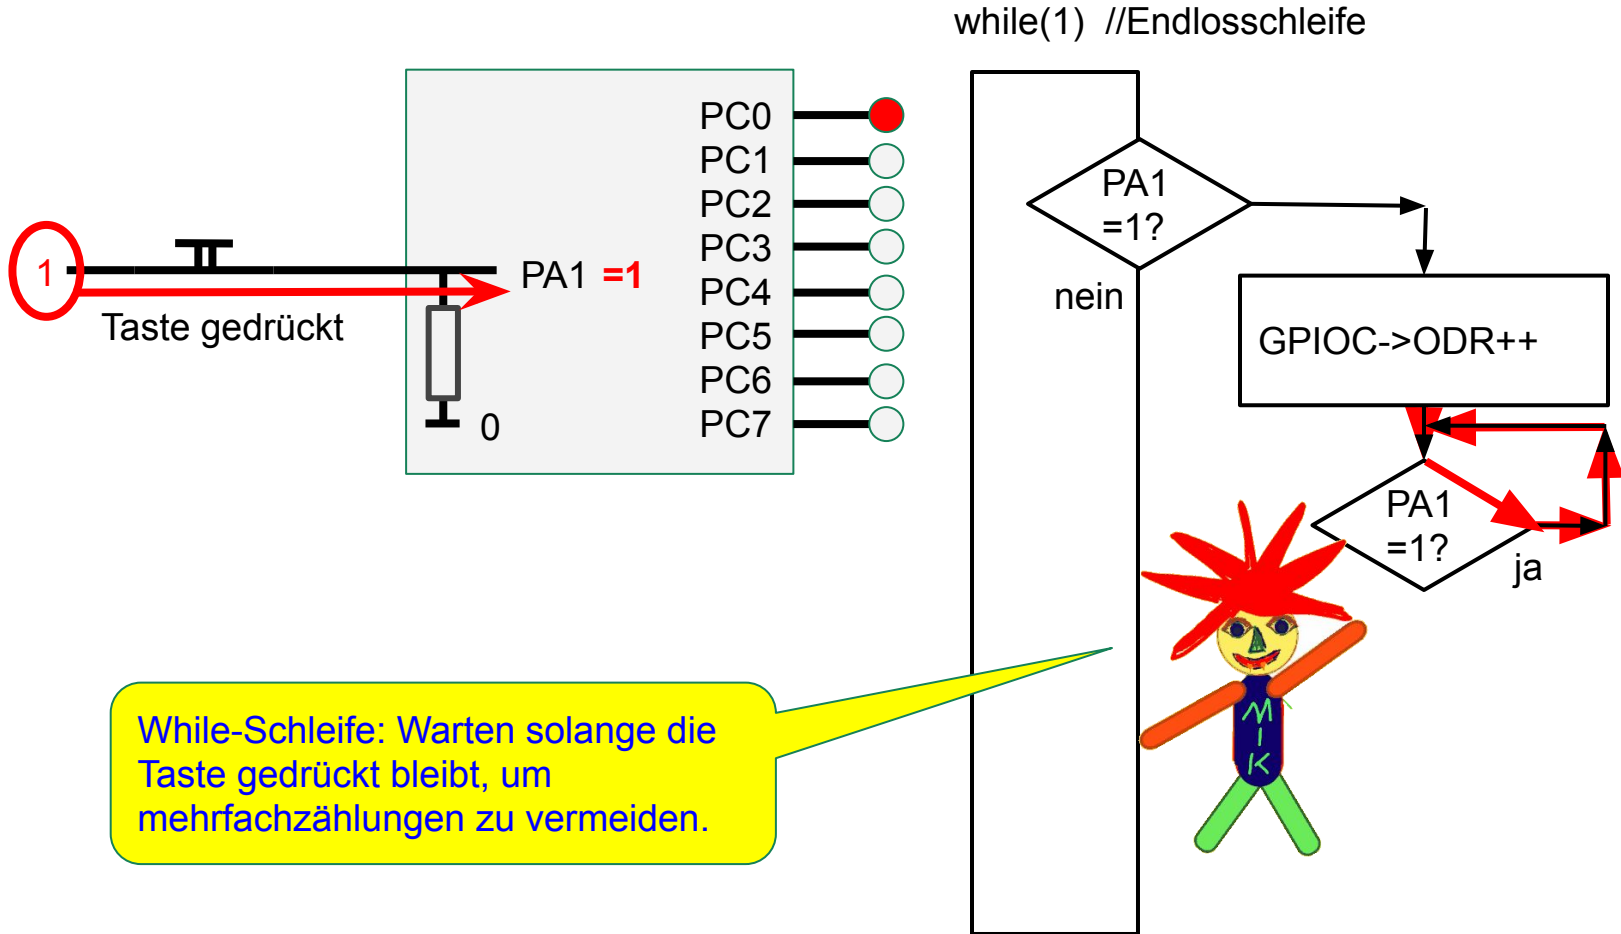 while(1) //Endlosschleife
PC0
PC1
PC2
PC3
PC4
PC5
PC6
PC7
1
PA1 =1
Taste gedrückt
0
PA1
=1?
nein
GPIOC->ODR++
PA1
=1?
ja
While-Schleife: Warten solange die
Taste gedrückt bleibt, um
mehrfachzählungen zu vermeiden.
M
I
K